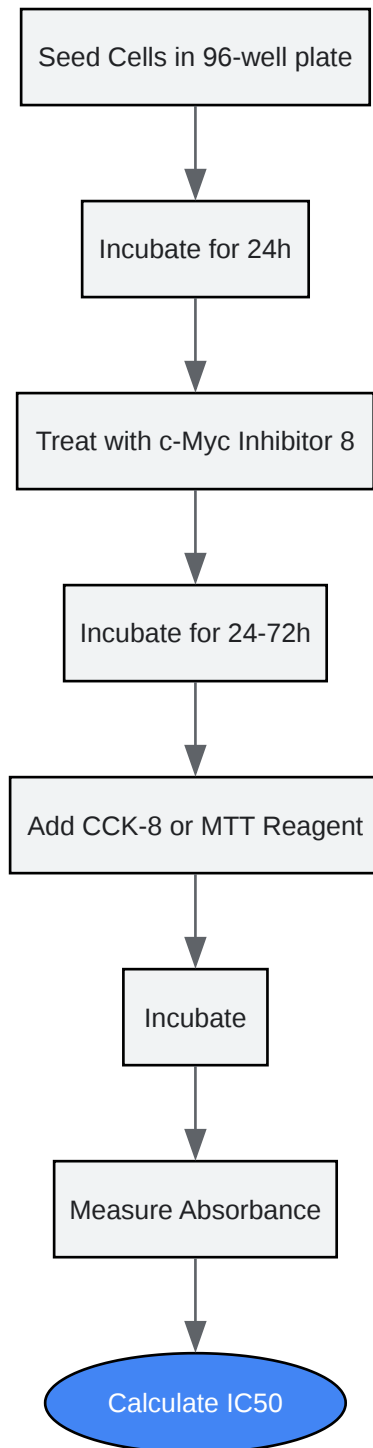 Seed Cells in 96-well plate
Incubate for 24h
Treat with c-Myc Inhibitor 8
Incubate for 24-72h
Add CCK-8 or MTT Reagent
Incubate
Measure Absorbance
Calculate IC50